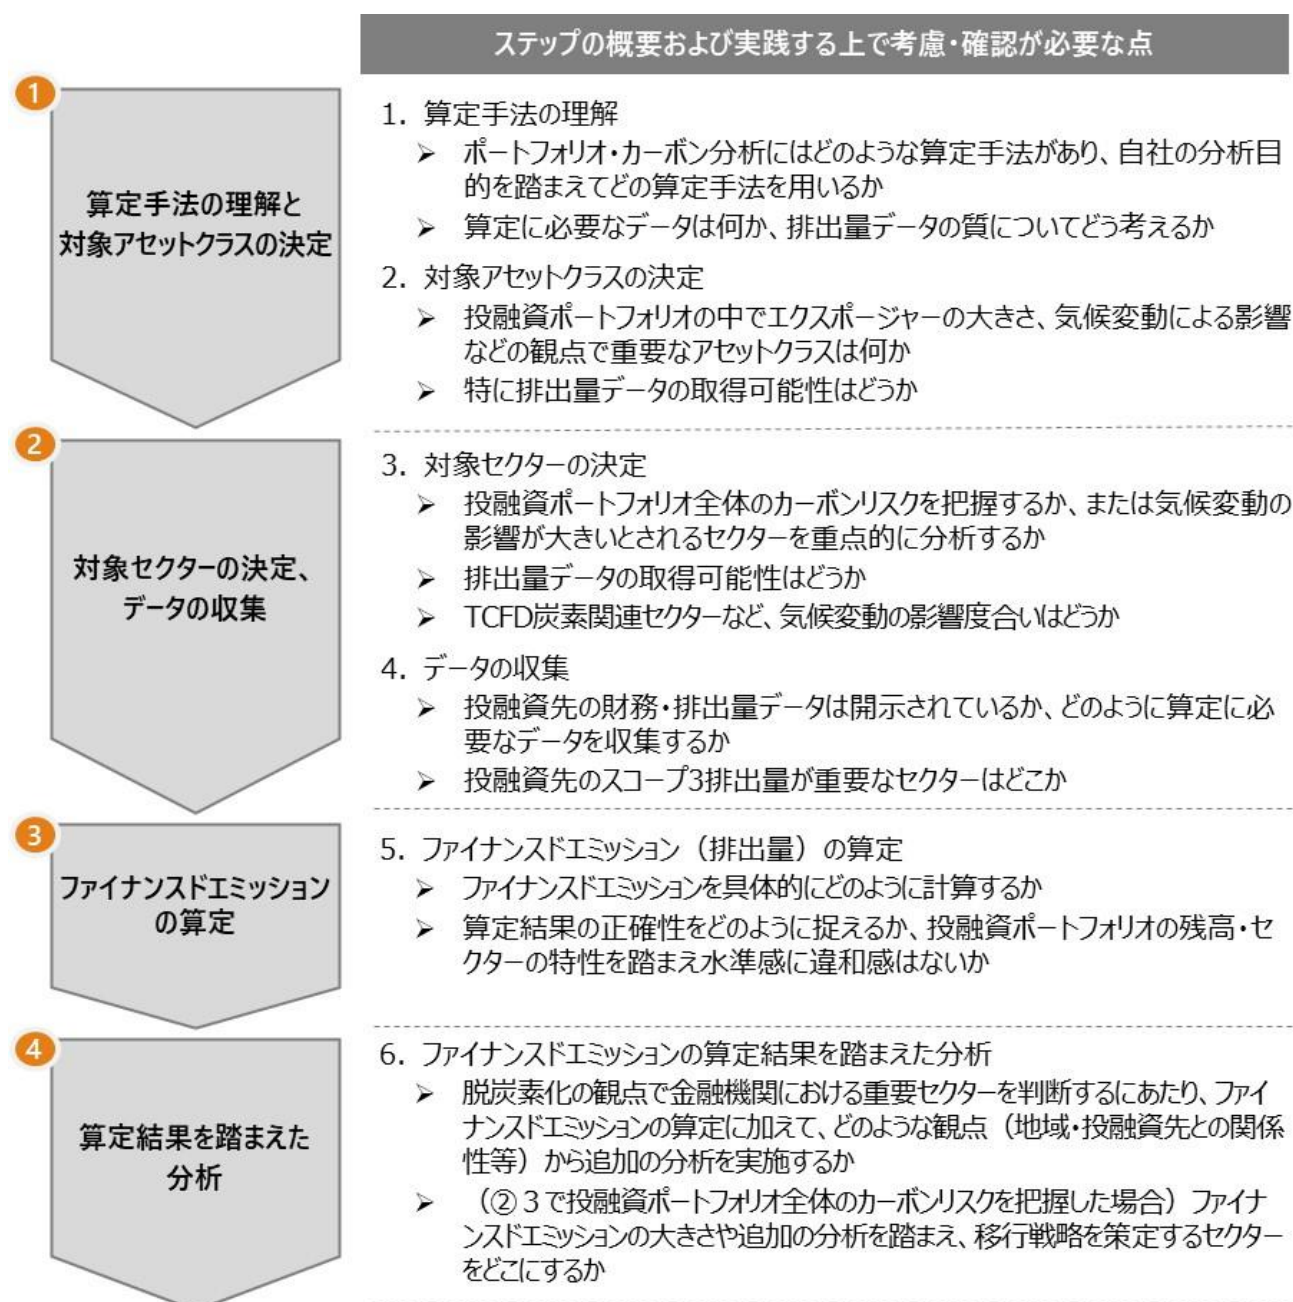 ステップの概要および実践する上で考慮・確認が必要な点
1
算定手法の理解と
対象アセットクラスの決定
1. 算定手法の理解
➢ ポートフォリオ・カーボン分析にはどのような算定手法があり、自社の分析目
的を踏まえてどの算定手法を用いるか
➢ 算定に必要なデータは何か、排出量データの質についてどう考えるか
2. 対象アセットクラスの決定
➢ 投融資ポートフォリオの中でエクスポージャーの大きさ、気候変動による影響
などの観点で重要なアセットクラスは何か
➢ 特に排出量データの取得可能性はどうか
2
対象セクターの決定、
データの収集
3. 対象セクターの決定
➢ 投融資ポートフォリオ全体のカーボンリスクを把握するか、または気候変動の
影響が大きいとされるセクターを重点的に分析するか
➢ 排出量データの取得可能性はどうか
➢ TCFD炭素関連セクターなど、気候変動の影響度合いはどうか
4. データの収集
➢ 投融資先の財務・排出量データは開示されているか、どのように算定に必
要なデータを収集するか
➢ 投融資先のスコープ3排出量が重要なセクターはどこか
3
ファイナンスドエミッション
の算定
5. ファイナンスドエミッション（排出量）の算定
➢ ファイナンスドエミッションを具体的にどのように計算するか
➢ 算定結果の正確性をどのように捉えるか、投融資ポートフォリオの残高・セ
クターの特性を踏まえ水準感に違和感はないか
4
算定結果を踏まえた
分析
6. ファイナンスドエミッションの算定結果を踏まえた分析
➢ 脱炭素化の観点で金融機関における重要セクターを判断するにあたり、ファイ
ナンスドエミッションの算定に加えて、どのような観点（地域・投融資先との関係
性等）から追加の分析を実施するか
➢ （②３で投融資ポートフォリオ全体のカーボンリスクを把握した場合）ファイナ
ンスドエミッションの大きさや追加の分析を踏まえ、移行戦略を策定するセクター
をどこにするか